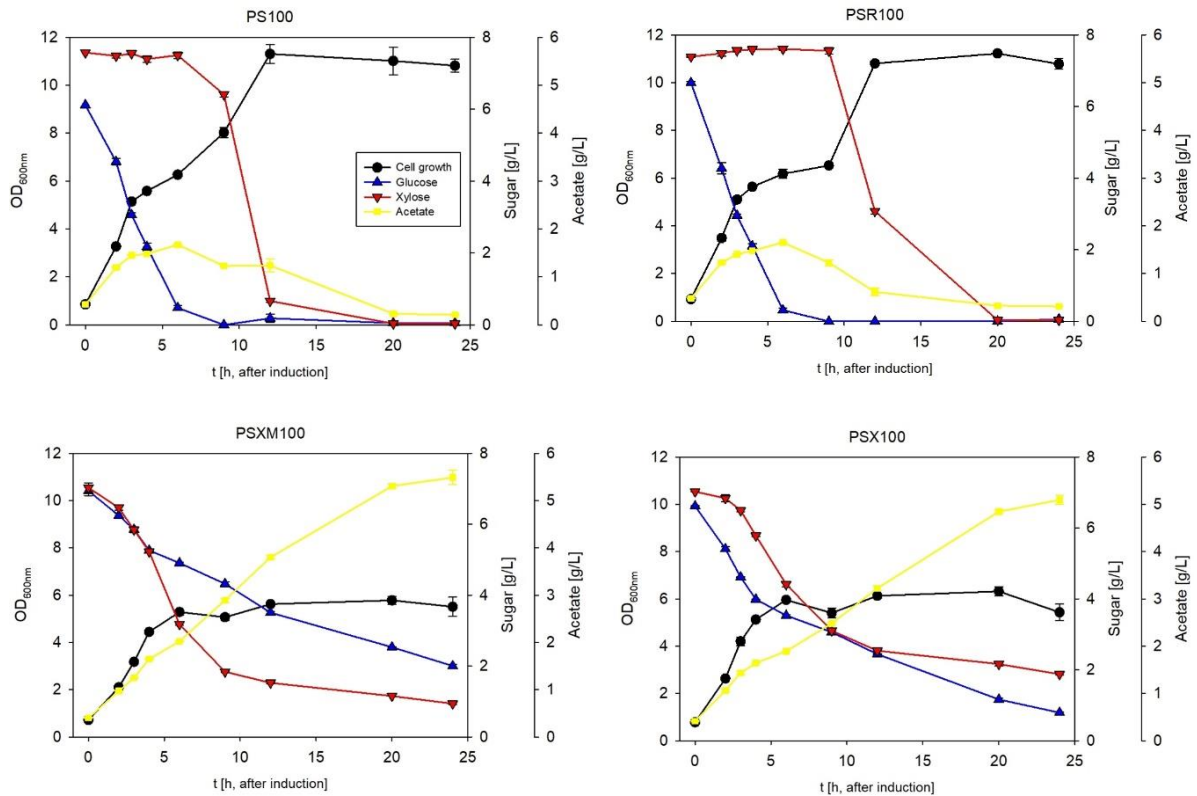 PS100
12
10
8
6
4
2
0
OD600nm
8
6
4
2
0
Sugar [g/L]
6
5
4
3
2
1
0
Acetate [g/L]
Cell growth
Glucose
Xylose
Acetate
0 5 10 15 20 25
t [h, after induction]
PSR100
12
10
8
6
4
2
0
OD600nm
8
6
4
2
0
Sugar [g/L]
6
5
4
3
2
1
0
Acetate [g/L]
0 5 10 15 20 25
t [h, after induction]
PSXM100
12
10
8
6
4
2
0
OD600nm
8
6
4
2
0
Sugar [g/L]
6
5
4
3
2
1
0
Acetate [g/L]
0 5 10 15 20 25
t [h, after induction]
PSX100
12
10
8
6
4
2
0
OD600nm
8
6
4
2
0
Sugar [g/L]
6
5
4
3
2
1
0
Acetate [g/L]
0 5 10 15 20 25
t [h, after induction]